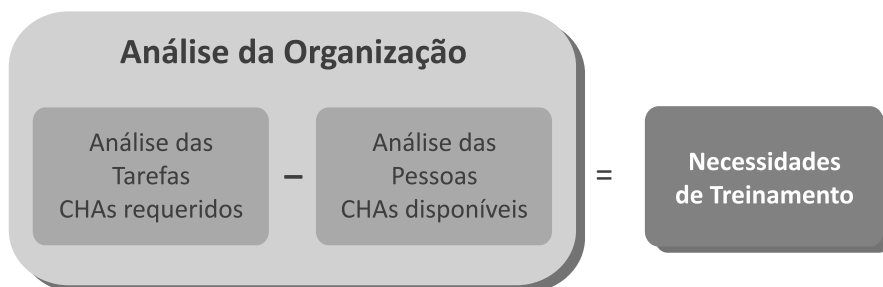 Análise da Organização
Análise das
Tarefas
CHAs requeridos
–
Análise das
Pessoas
CHAs disponíveis
=
Necessidades
de Treinamento